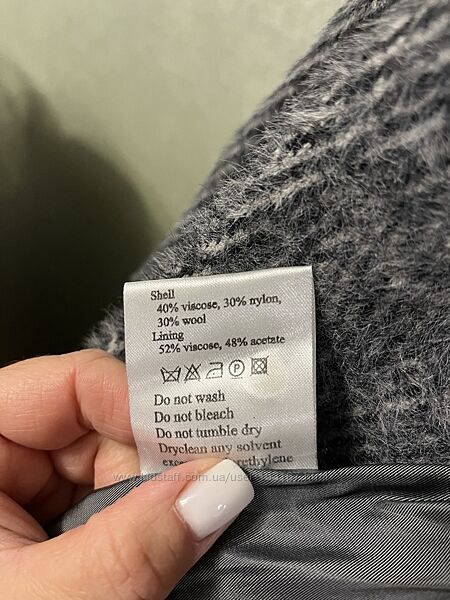 Shell
40% viscose, 30% nylon,
30% wool
Lining
52% viscose, 48% acetate
P
Do not wash
Do not bleach
Do not tumble dry
Dryclean any solvent